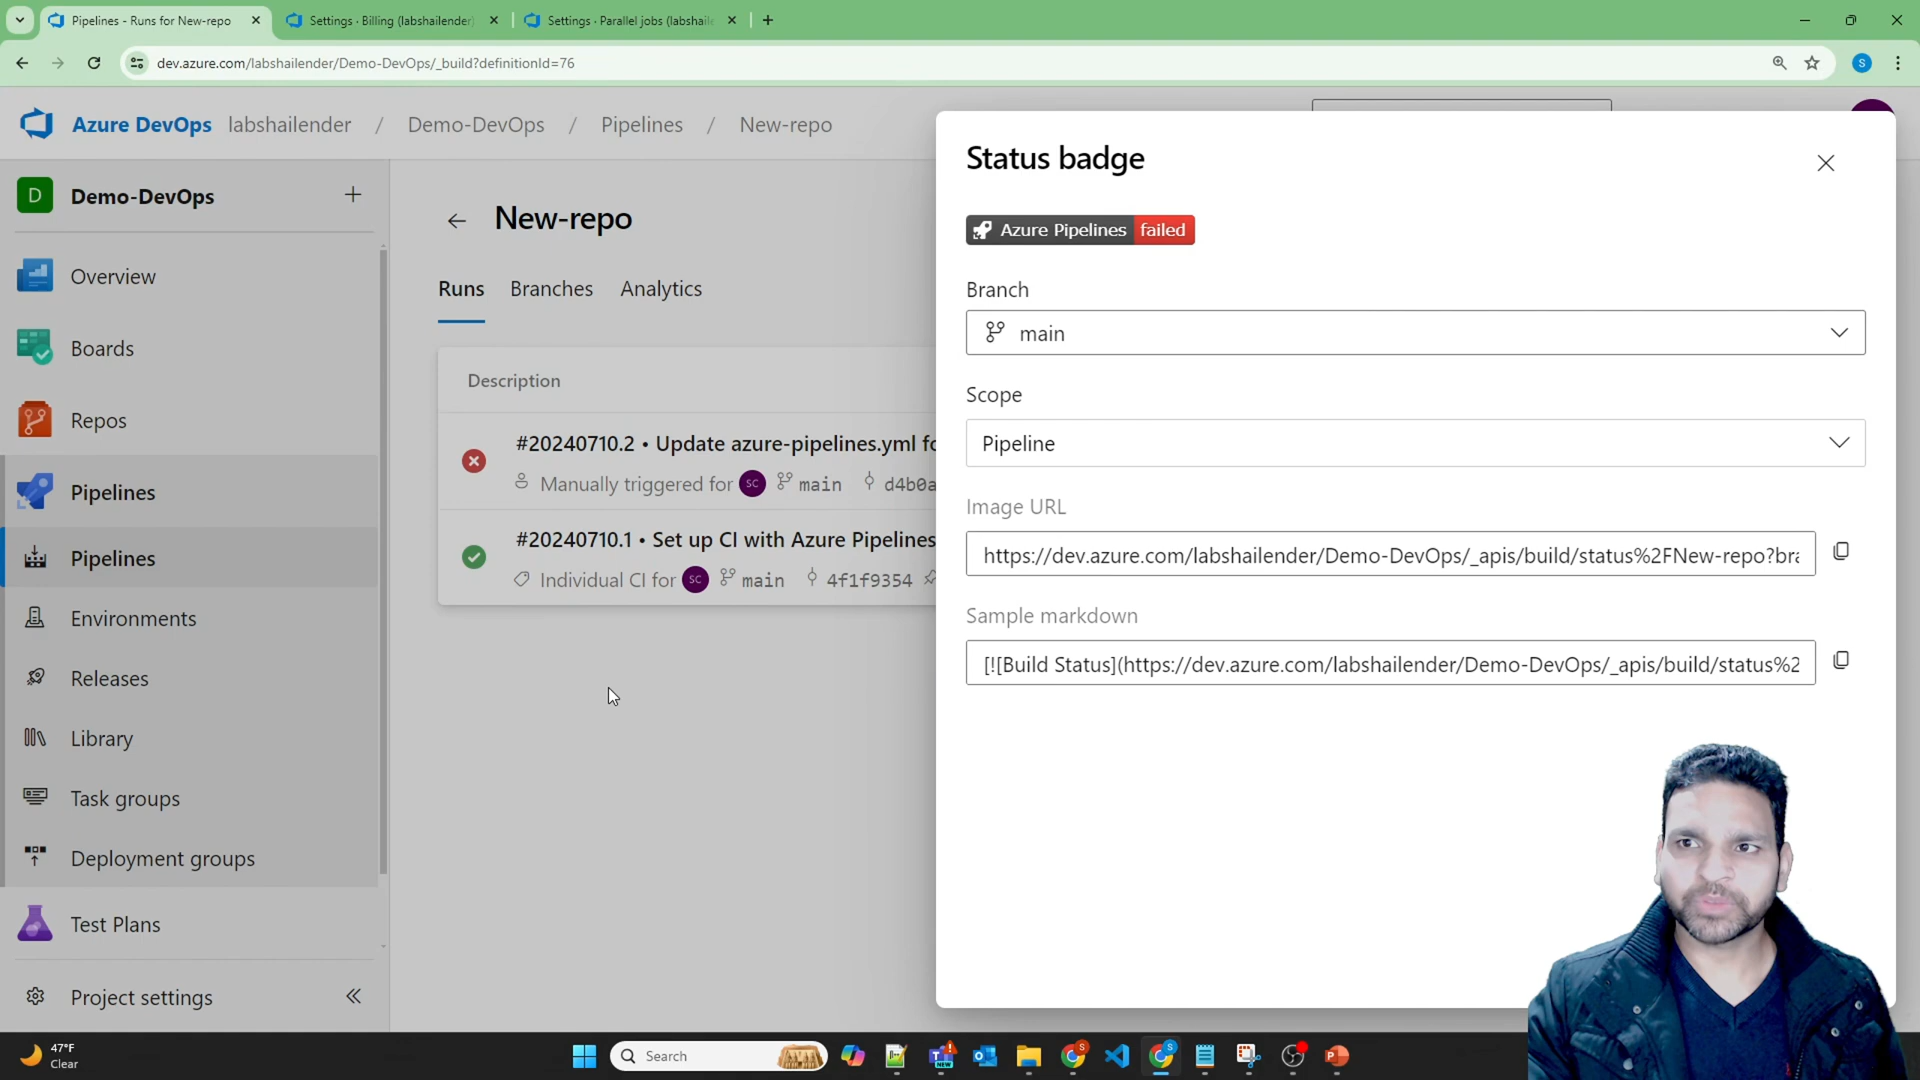 Pipelines - Runs for New-repo
Settings · Billing (labshailender)
Settings · Parallel jobs (labshaile
dev.azure.com/labshailender/Demo-DevOps/_build?definitionId=76
S
Azure DevOps labshailender / Demo-DevOps / Pipelines / New-repo
D Demo-DevOps
Overview
Boards
Repos
Pipelines
Pipelines
Environments
Releases
Library
Task groups
Deployment groups
Test Plans
Project settings
New-repo
Runs Branches Analytics
Description
#20240710.2 • Update azure-pipelines.yml fo
Manually triggered for SC main d4b0a
#20240710.1 • Set up CI with Azure Pipelines
Individual CI for SC main 4f1f9354
Status badge
Azure Pipelines failed
Branch
main
Scope
Pipeline
Image URL
https://dev.azure.com/labshailender/Demo-DevOps/_apis/build/status%2FNew-repo?bra
Sample markdown
[![Build Status](https://dev.azure.com/labshailender/Demo-DevOps/_apis/build/status%2
47°F
Clear
Search
NEW
S
S